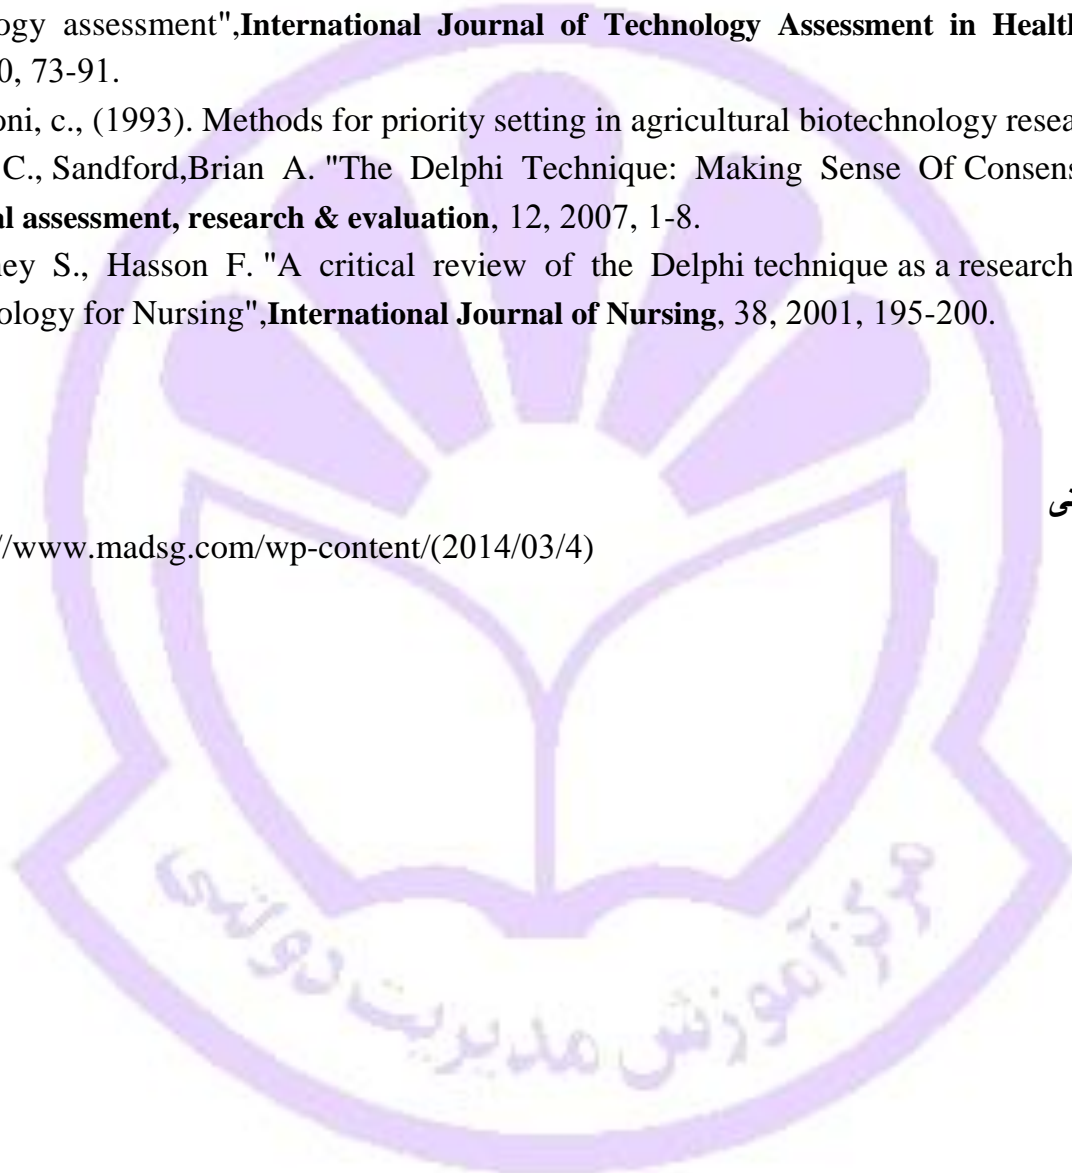 ogy assessment",International Journal of Technology Assessment in Health
0, 73-91.
oni, c., (1993). Methods for priority setting in agricultural biotechnology resea
C., Sandford,Brian A. "The Delphi Technique: Making Sense Of Consens
al assessment, research & evaluation, 12, 2007, 1-8.
ney S., Hasson F. "A critical review of the Delphi technique as a research
ology for Nursing",International Journal of Nursing, 38, 2001, 195-200.
//www.madsg.com/wp-content/(2014/03/4)
مرکز آموزش مدیریت دولتی